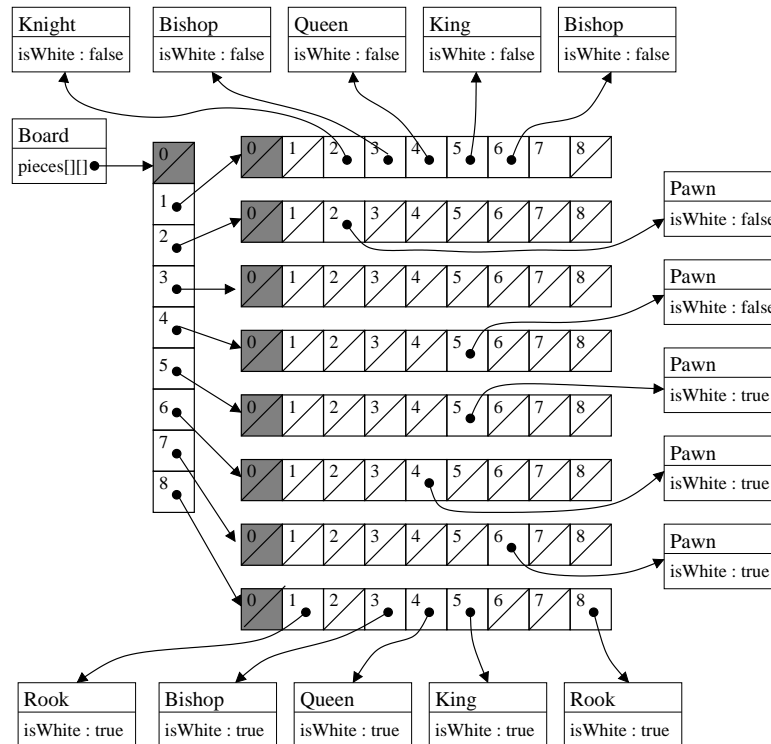 Knight
isWhite : false
Bishop
isWhite : false
Queen
isWhite : false
King
isWhite : false
Bishop
isWhite : false
Board
pieces[][]
0
1
2
3
4
5
6
7
8
0 1 2 3 4 5 6 7 8
0 1 2 3 4 5 6 7 8
0 1 2 3 4 5 6 7 8
0 1 2 3 4 5 6 7 8
0 1 2 3 4 5 6 7 8
0 1 2 3 4 5 6 7 8
0 1 2 3 4 5 6 7 8
0 1 2 3 4 5 6 7 8
Pawn
isWhite : false
Pawn
isWhite : false
Pawn
isWhite : true
Pawn
isWhite : true
Pawn
isWhite : true
Rook
isWhite : true
Bishop
isWhite : true
Queen
isWhite : true
King
isWhite : true
Rook
isWhite : true